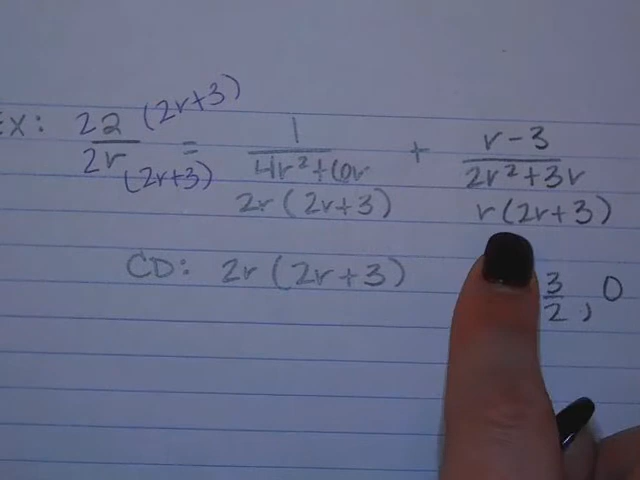 EX: 22 (2r+3) / 2r (2r+3) = 1 / 4r²+6r + r-3 / 2r²+3r
2r(2r+3) r(2r+3)
CD: 2r(2r+3) 3/2, 0